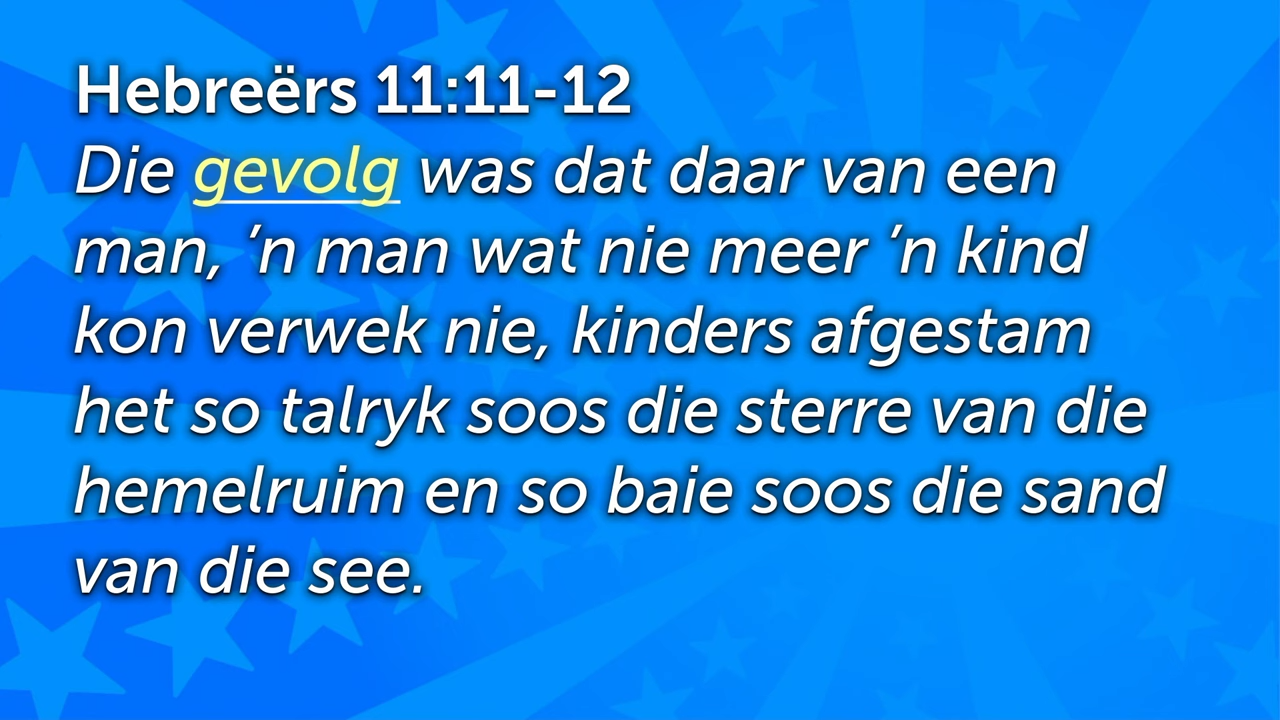 Hebreërs 11:11-12
Die gevolg was dat daar van een
man, ’n man wat nie meer ’n kind
kon verwek nie, kinders afgestam
het so talryk soos die sterre van die
hemelruim en so baie soos die sand
van die see.